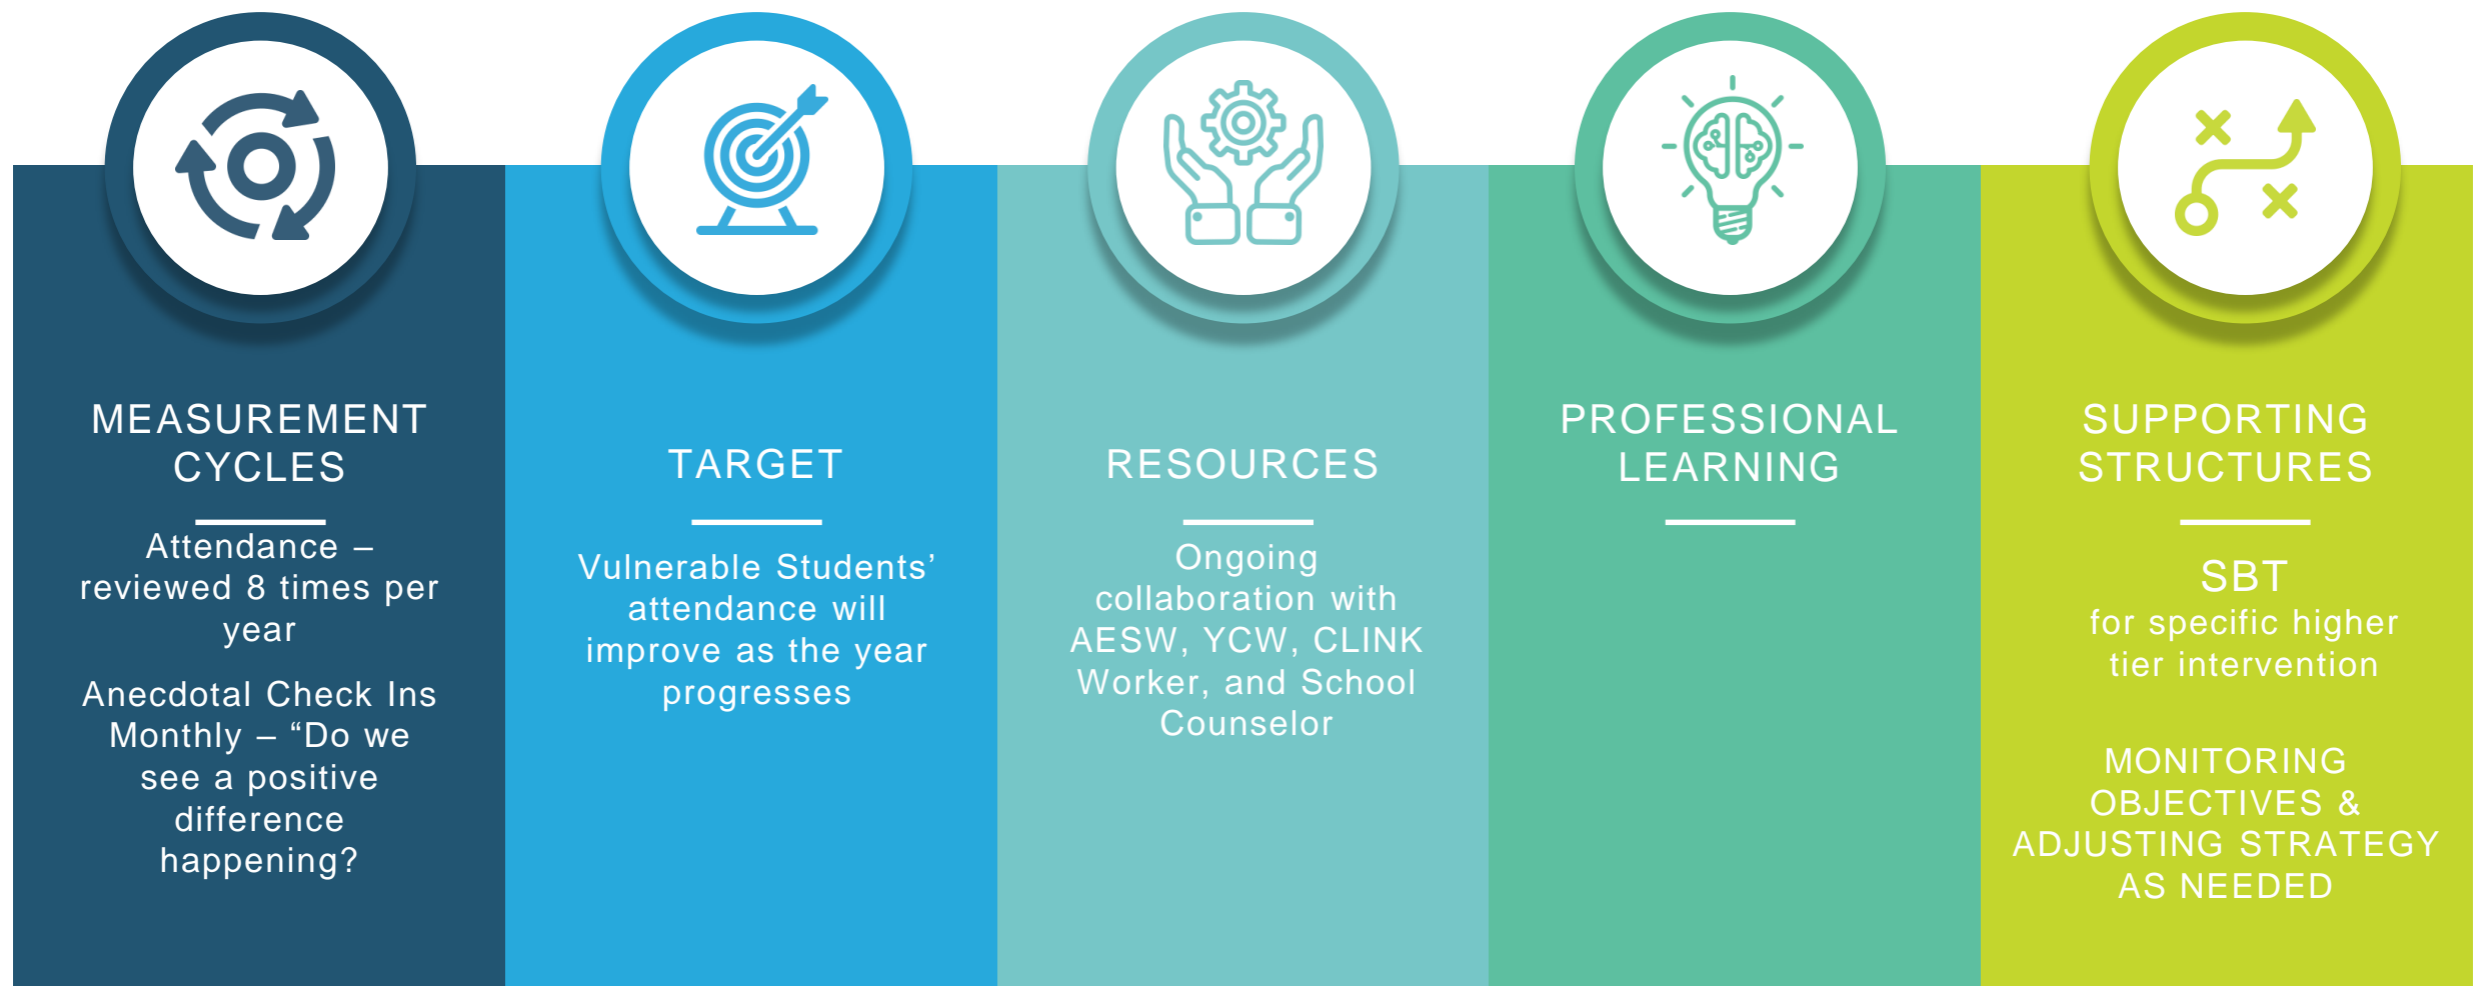 MEASUREMENT
CYCLES
Attendance –
reviewed 8 times per
year
Anecdotal Check Ins
Monthly – “Do we
see a positive
difference
happening?
TARGET
Vulnerable Students’
attendance will
improve as the year
progresses
RESOURCES
Ongoing
collaboration with
AESW, YCW, CLINK
Worker, and School
Counselor
PROFESSIONAL
LEARNING
SUPPORTING
STRUCTURES
SBT
for specific higher
tier intervention
MONITORING
OBJECTIVES &
ADJUSTING STRATEGY
AS NEEDED